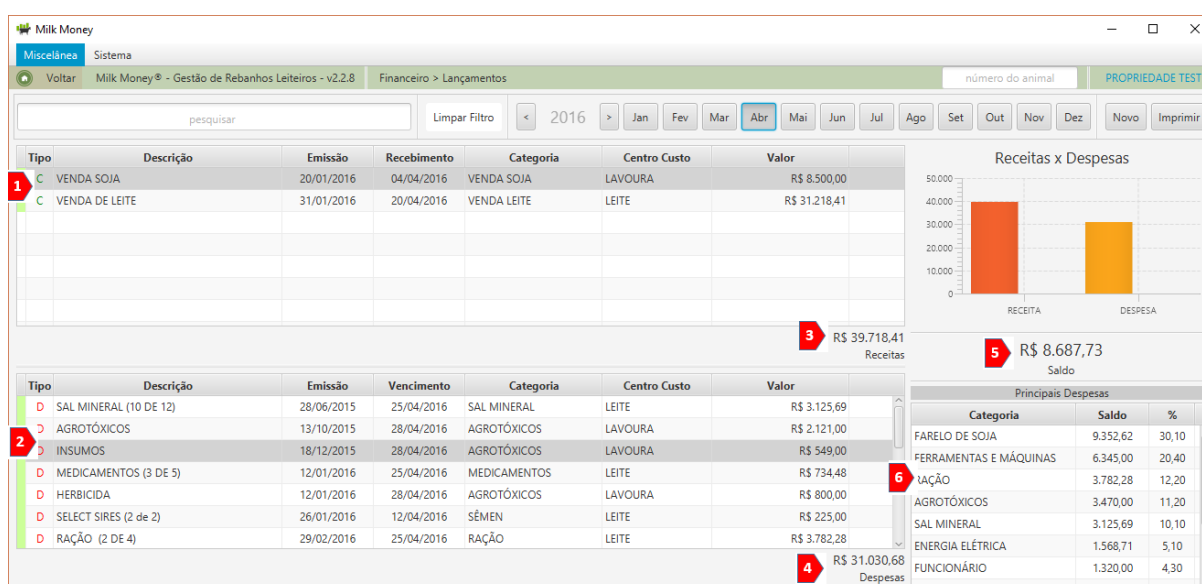 Milk Money
Miscelânea Sistema
Voltar Milk Money® - Gestão de Rebanhos Leiteiros - v2.2.8 Financeiro > Lançamentos número do animal PROPRIEDADE TEST
pesquisar Limpar Filtro < 2016 > Jan Fev Mar Abr Mai Jun Jul Ago Set Out Nov Dez Novo Imprimir
Tipo Descrição Emissão Recebimento Categoria Centro Custo Valor
1 C VENDA SOJA 20/01/2016 04/04/2016 VENDA SOJA LAVOURA R$ 8.500,00
C VENDA DE LEITE 31/01/2016 20/04/2016 VENDA LEITE LEITE R$ 31.218,41
3 R$ 39.718,41
Receitas
Receitas x Despesas
50.000
40.000
30.000
20.000
10.000
0
RECEITA DESPESA
5 R$ 8.687,73
Saldo
Tipo Descrição Emissão Vencimento Categoria Centro Custo Valor
D SAL MINERAL (10 DE 12) 28/06/2015 25/04/2016 SAL MINERAL LEITE R$ 3.125,69
D AGROTÓXICOS 13/10/2015 28/04/2016 AGROTÓXICOS LAVOURA R$ 2.121,00
2 D INSUMOS 18/12/2015 28/04/2016 AGROTÓXICOS LAVOURA R$ 549,00
D MEDICAMENTOS (3 DE 5) 12/01/2016 25/04/2016 MEDICAMENTOS LEITE R$ 734,48
D HERBICIDA 12/01/2016 28/04/2016 AGROTÓXICOS LAVOURA R$ 800,00
D SELECT SIRES (2 de 2) 26/01/2016 12/04/2016 SÊMEN LEITE R$ 225,00
D RAÇÃO (2 DE 4) 29/02/2016 25/04/2016 RAÇÃO LEITE R$ 3.782,28
4 R$ 31.030,68
Despesas
Principais Despesas
Categoria Saldo %
FARELO DE SOJA 9.352,62 30,10
FERRAMENTAS E MÁQUINAS 6.345,00 20,40
6 RAÇÃO 3.782,28 12,20
AGROTÓXICOS 3.470,00 11,20
SAL MINERAL 3.125,69 10,10
ENERGIA ELÉTRICA 1.568,71 5,10
FUNCIONÁRIO 1.320,00 4,30